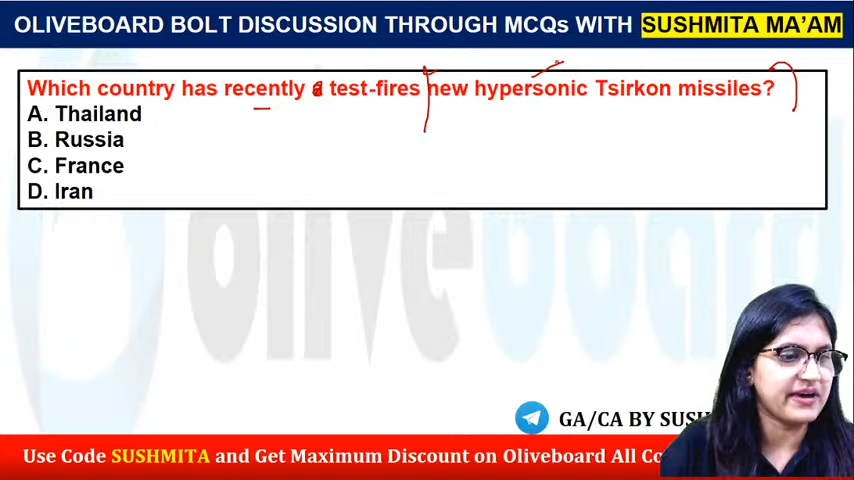 OLIVEBOARD BOLT DISCUSSION THROUGH MCQs WITH SUSHMITA MA'AM
Which country has recently test-fires new hypersonic Tsirkon missiles?
A. Thailand
B. Russia
C. France
D. Iran
oliveboard
GA/CA BY SUSH
Use Code SUSHMITA and Get Maximum Discount on Oliveboard All Co